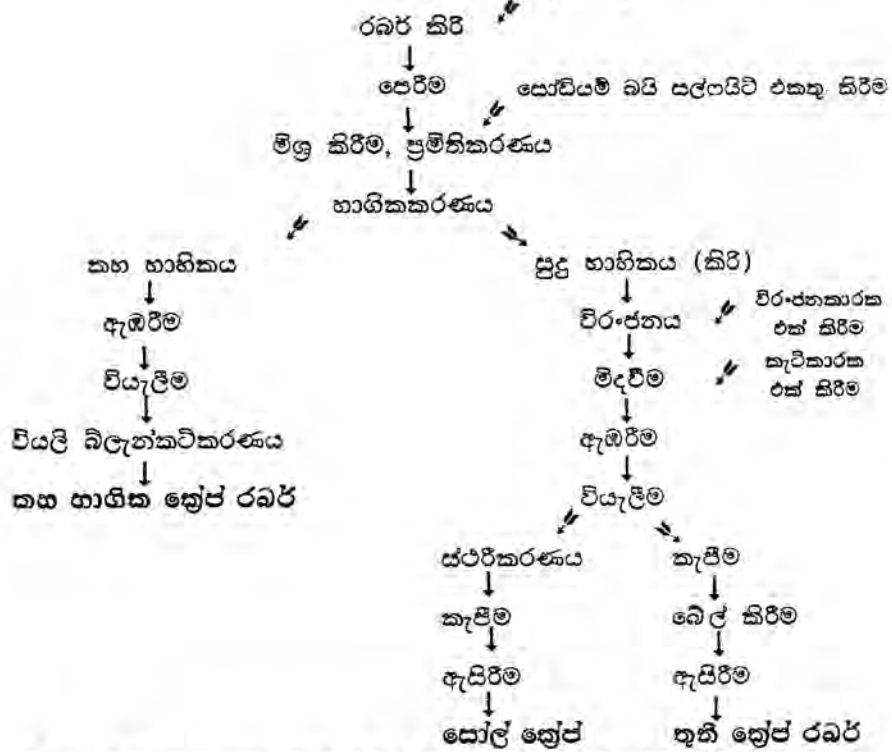 රබර් කිරි
පෙරීම
සෝඩියම් බයි සල්ෆයිට් එකතු කිරීම
මිශ්‍ර කිරීම, ප්‍රමිතිකරණය
භාගිකකරණය
කහ භාහිකය
සුදු භාහිකය (කිරි)
ඇඹරීම
විරංජනය
විරංජනකාරක
එක් කිරීම
වියැලීම
මිදවීම
කැටිකාරක
එක් කිරීම
වියලි බ්ලැන්කට්කරණය
ඇඹරීම
කහ භාගික ක්‍රේප් රබර්
වියැලීම
ස්ථරීකරණය
කැපීම
කැපීම
බේල් කිරීම
ඇසිරීම
ඇසිරීම
සෝල් ක්‍රේප්
තුනී ක්‍රේප් රබර්